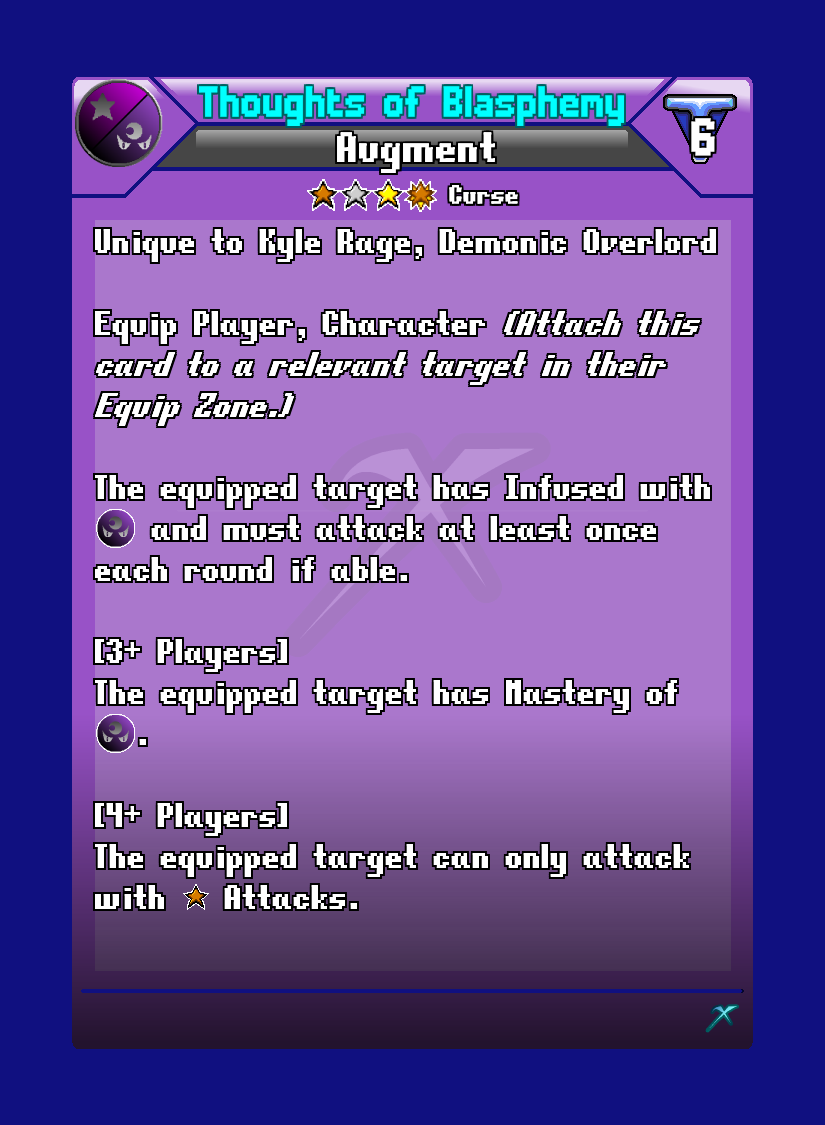 Thoughts of Blasphemy
6
Augment
Curse
Unique to Kyle Rage, Demonic Overlord
Equip Player, Character (Attach this
card to a relevant target in their
Equip Zone.)
The equipped target has Infused with
and must attack at least once
each round if able.
[3+ Players]
The equipped target has Mastery of
.
[4+ Players]
The equipped target can only attack
with Attacks.